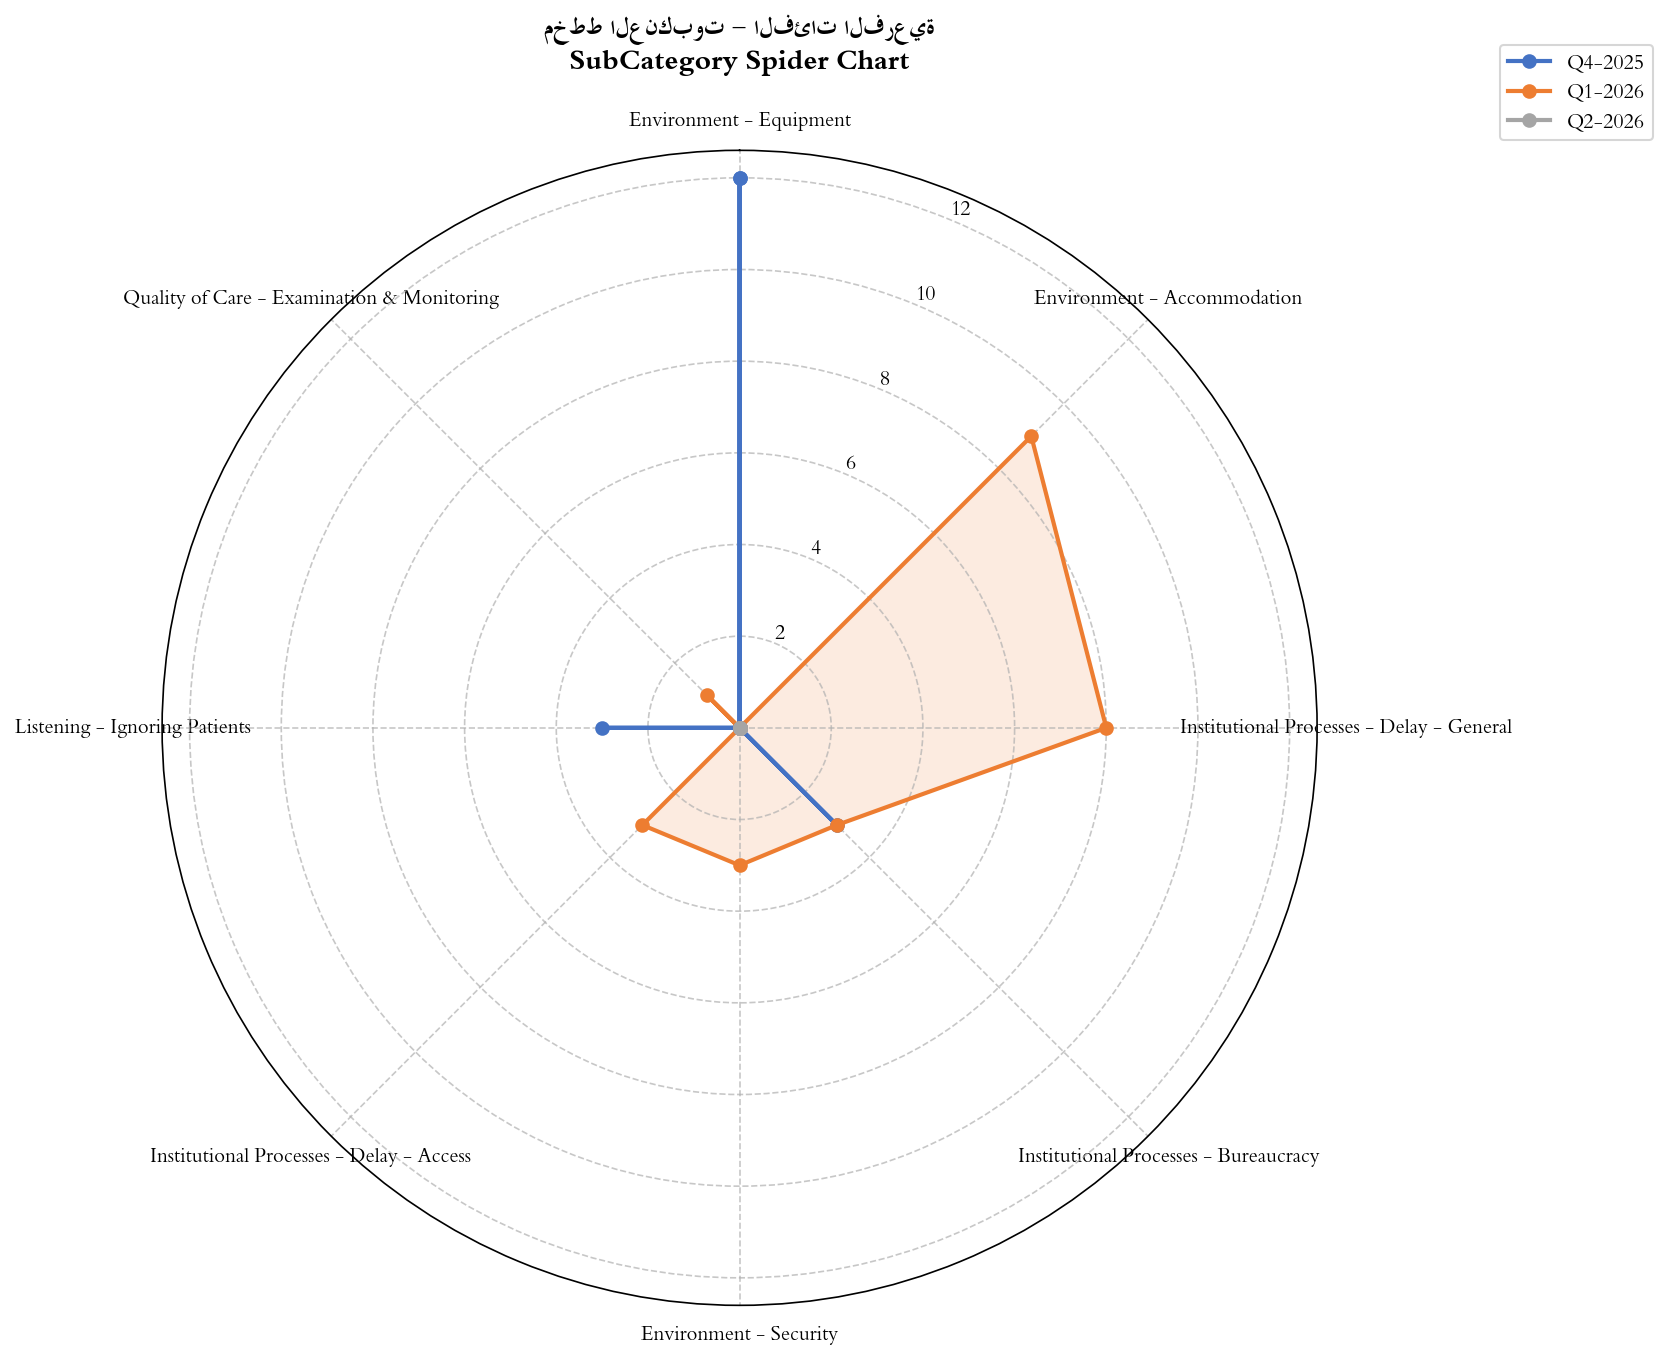 مخطط العنكبوت – الفئات الفرعية
SubCategory Spider Chart
Q4-2025
Q1-2026
Q2-2026
Environment - Equipment
12
Quality of Care - Examination & Monitoring
10
Environment - Accommodation
8
6
4
2
Listening - Ignoring Patients
Institutional Processes - Delay - General
Institutional Processes - Delay - Access
Institutional Processes - Bureaucracy
Environment - Security